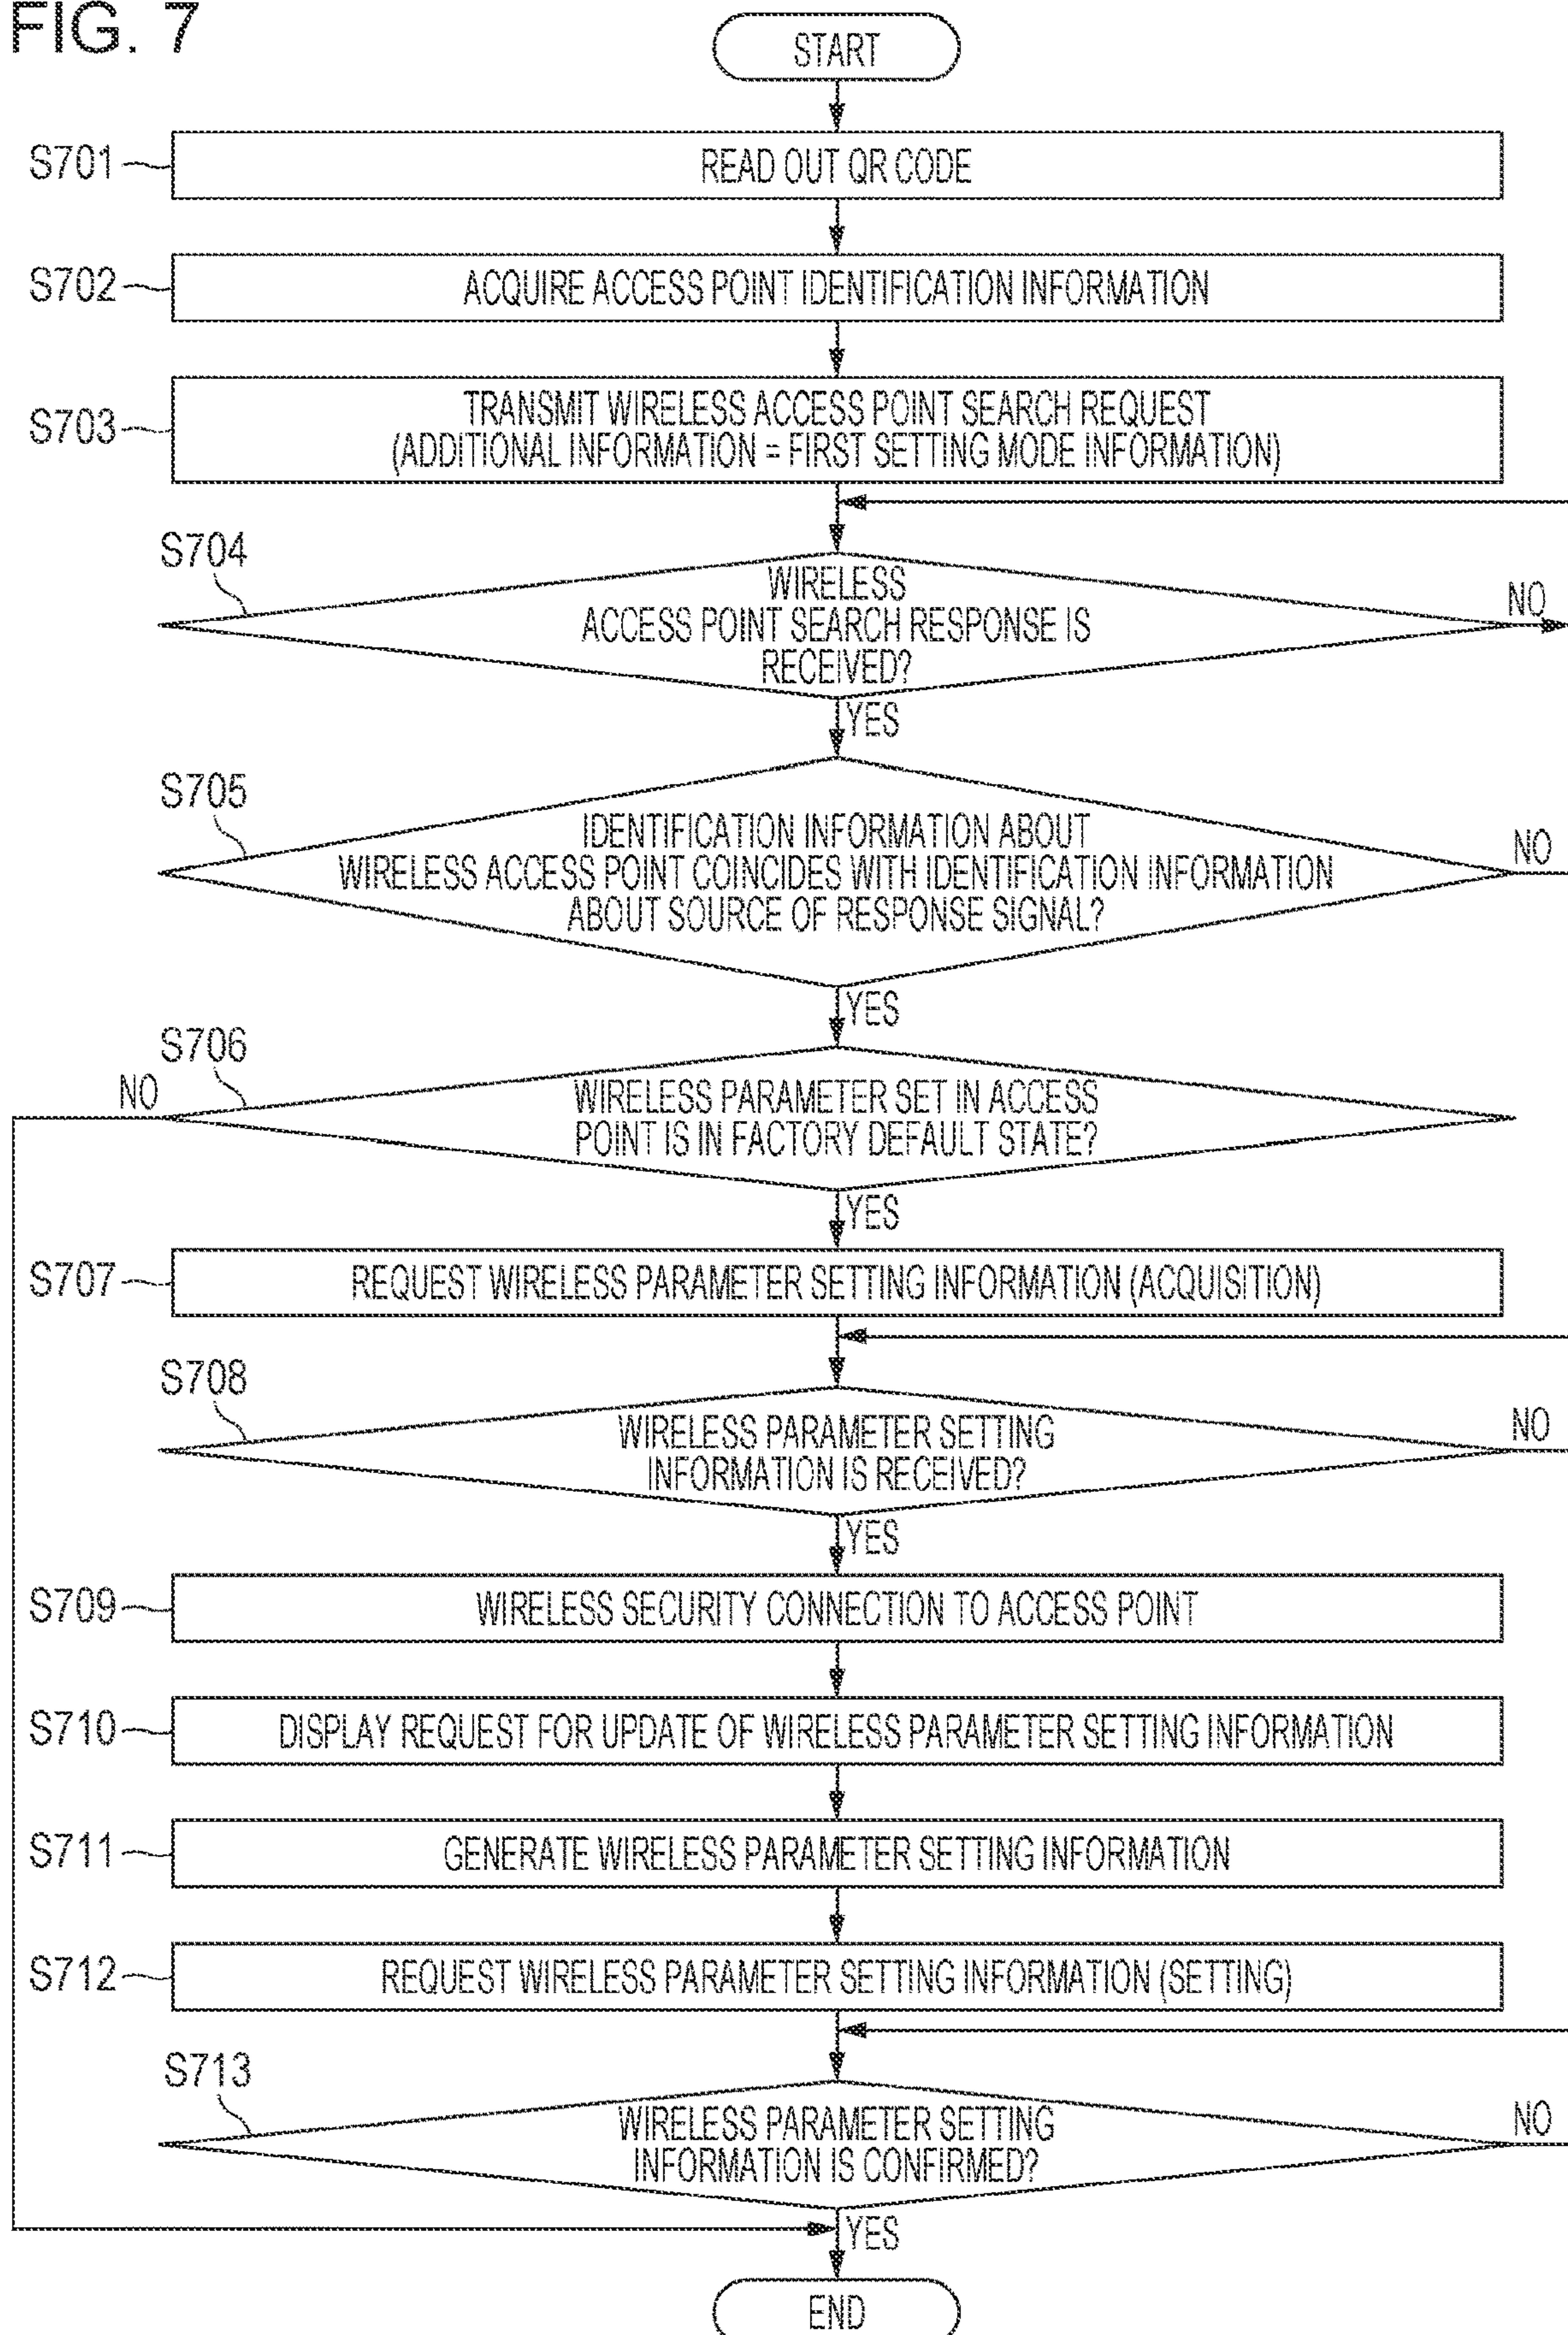 FIG. 7
START
S701
READ OUT QR CODE
S702
ACQUIRE ACCESS POINT IDENTIFICATION INFORMATION
S703
TRANSMIT WIRELESS ACCESS POINT SEARCH REQUEST
(ADDITIONAL INFORMATION = FIRST SETTING MODE INFORMATION)
S704
WIRELESS
ACCESS POINT SEARCH RESPONSE IS
RECEIVED?
NO
YES
S705
IDENTIFICATION INFORMATION ABOUT
WIRELESS ACCESS POINT COINCIDES WITH IDENTIFICATION INFORMATION
ABOUT SOURCE OF RESPONSE SIGNAL?
NO
YES
S706
NO
WIRELESS PARAMETER SET IN ACCESS
POINT IS IN FACTORY DEFAULT STATE?
YES
S707
REQUEST WIRELESS PARAMETER SETTING INFORMATION (ACQUISITION)
S708
WIRELESS PARAMETER SETTING
INFORMATION IS RECEIVED?
NO
YES
S709
WIRELESS SECURITY CONNECTION TO ACCESS POINT
S710
DISPLAY REQUEST FOR UPDATE OF WIRELESS PARAMETER SETTING INFORMATION
S711
GENERATE WIRELESS PARAMETER SETTING INFORMATION
S712
REQUEST WIRELESS PARAMETER SETTING INFORMATION (SETTING)
S713
WIRELESS PARAMETER SETTING
INFORMATION IS CONFIRMED?
NO
YES
END